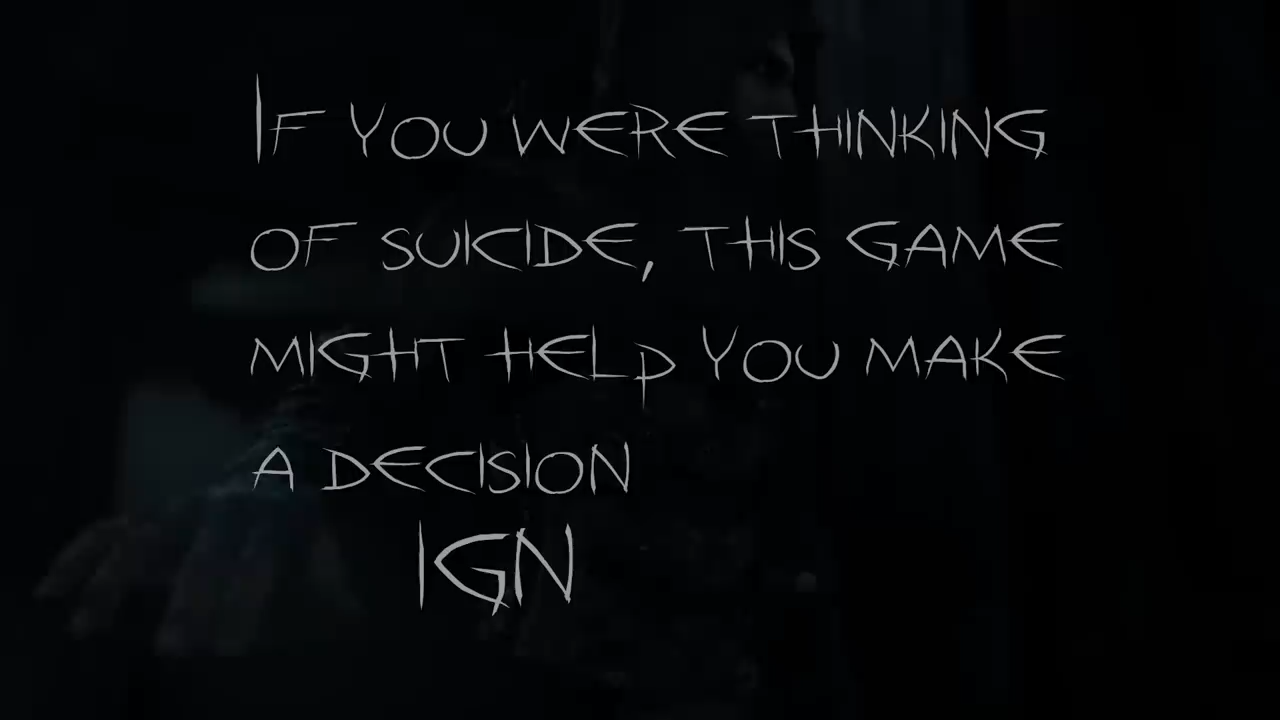 If you were thinking
of suicide, this game
might help you make
a decision
IGN